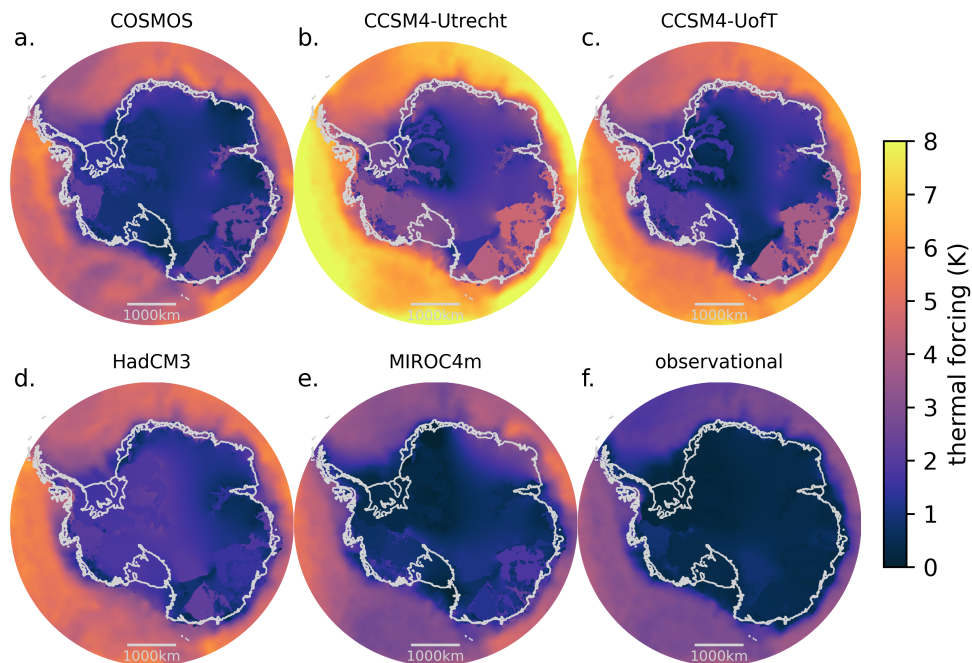 COSMOS
CCSM4-Utrecht
CCSM4-UofT
a.
b.
c.
1000km
1000km
1000km
HadCM3
MIROC4m
observational
d.
e.
f.
1000km
1000km
1000km
8
7
6
5
4
3
2
1
0
thermal forcing (K)